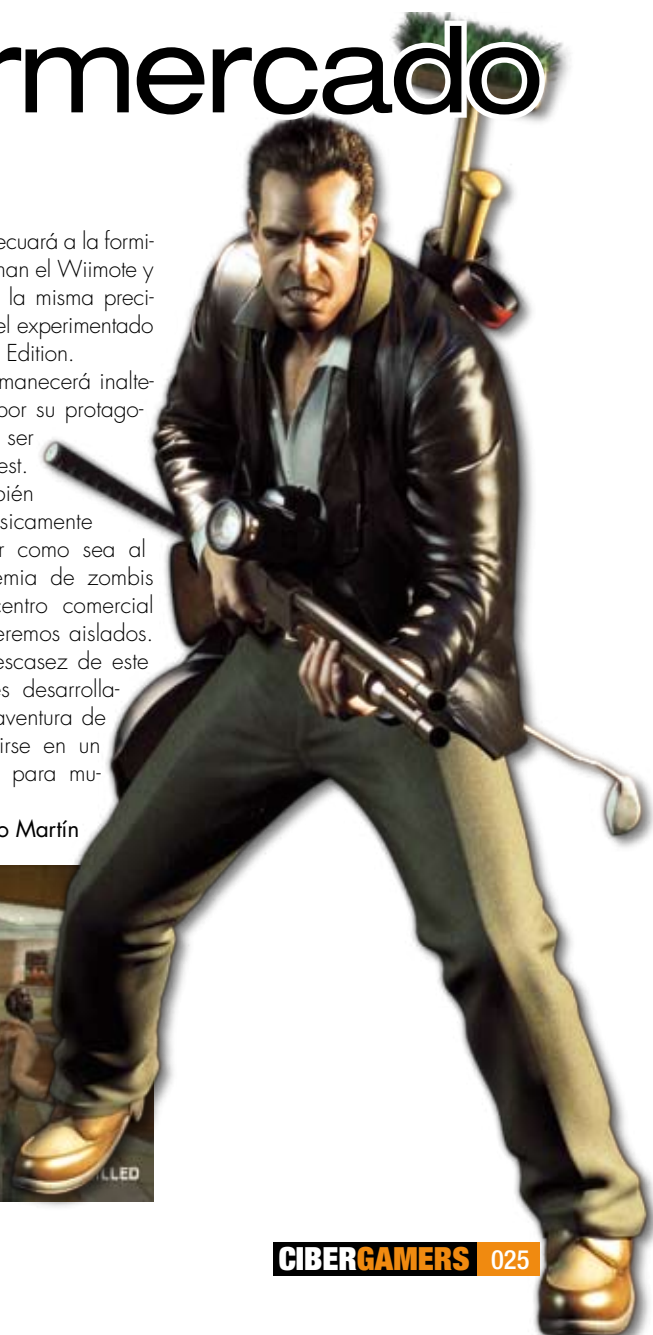 rmercado
ecuará a la formi-
nan el Wiimote y
la misma preci-
el experimentado
Edition.
manecerá inalte-
por su protago-
ser
est.
bién
sicamente
r como sea al
emia de zombis
centro comercial
eremos aislados.
escasez de este
s desarrolla-
aventura de
irse en un
para mu-
o Martín
LLED
CIBERGAMERS 025